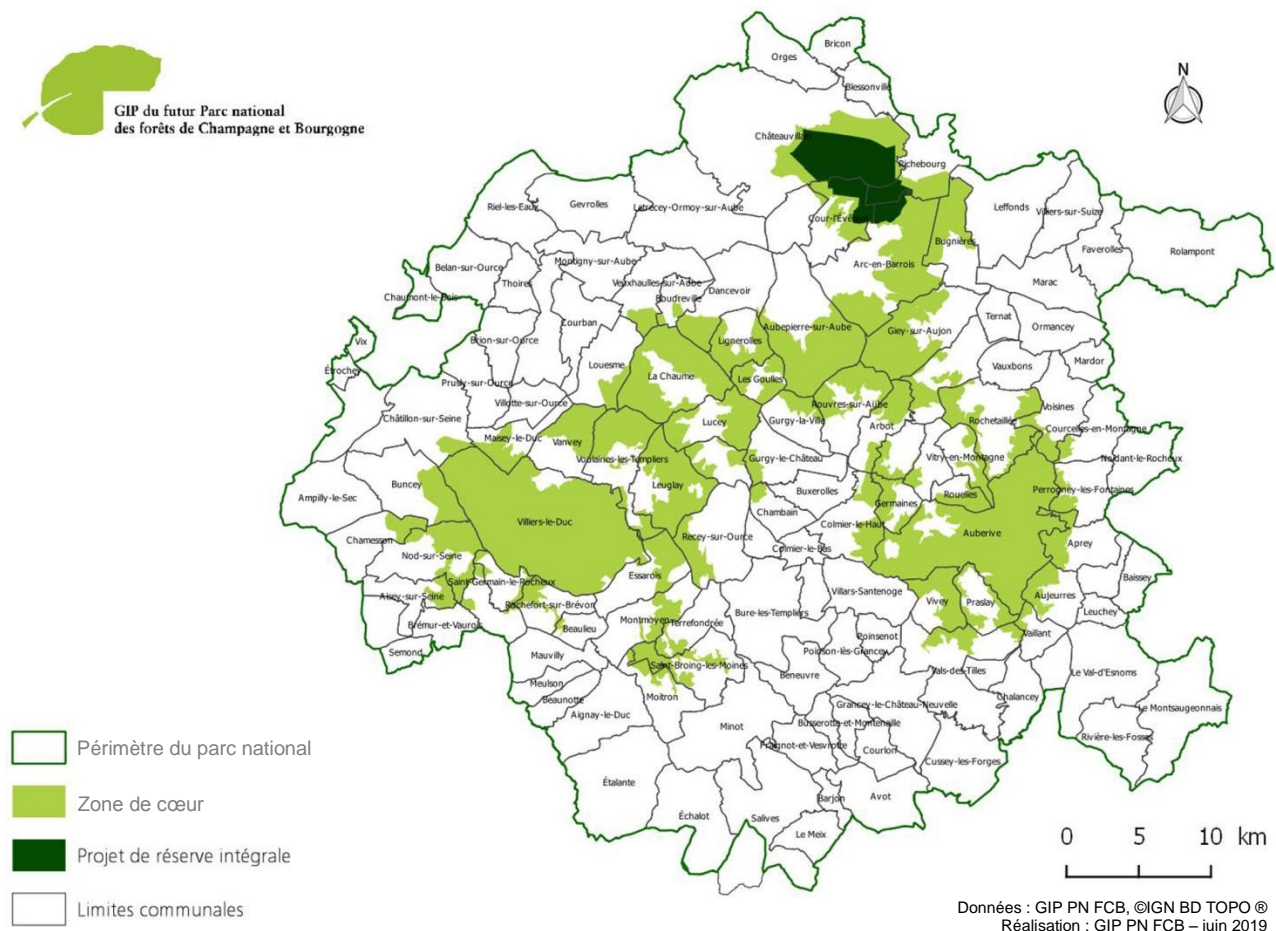 GIP du futur Parc national
des forêts de Champagne et Bourgogne
N
Bricon
Orges
Blessonville
Richebourg
Cour-l'Évêque
Riel-les-Eaux
Gevrolles
Latrecey-Ormoy-sur-Aube
Leffonds
Villiers-sur-Suize
Bugnières
Faverolles
Rolampont
Arc-en-Barrois
Belan-sur-Ource
Montigny-sur-Aube
Thoires
Veuxhaulles-sur-Aube
Boudreville
Dancevoir
Marac
Chaumont-le-Bois
Courban
Aubepierre-sur-Aube
Giey-sur-Aujon
Ternat
Ormancey
Vix
Brion-sur-Ource
Lignerolles
Étrochey
Louesme
La Chaume
Les Goulles
Vauxbons
Mardor
Prusly-sur-Ource
Villotte-sur-Ource
Rouvres-sur-Aube
Voisines
Châtillon-sur-Seine
Lucey
Gurgy-la-Ville
Arbot
Rochetaillée
Courcelles-en-Montagne
Maisey-le-Duc
Vanvey
Voulaines-les-Templiers
Gurgy-le-Château
Vitry-en-Montagne
Noidant-le-Rocheux
Buncey
Leuglay
Buxerolles
Germaines
Rouelles
Perrogney-les-Fontaines
Ampilly-le-Sec
Villiers-le-Duc
Chambain
Colmier-le-Haut
Auberive
Chamesson
Recey-sur-Ource
Colmier-le-Bas
Aprey
Nod-sur-Seine
Essarois
Baissey
Saint-Germain-le-Rocheux
Villars-Santenoge
Aisey-sur-Seine
Rochefort-sur-Brévon
Vivey
Praslay
Aujeurres
Leuchey
Brémur-et-Vaurois
Beaulieu
Montmoyen
Terrefondrée
Bure-les-Templiers
Poinsenot
Vaillant
Semond
Mauvilly
Saint-Broing-les-Moines
Poinson-lès-Grancey
Vals-des-Tilles
Le Val-d'Esnoms
Meulson
Beneuvre
Beaunotte
Moitron
Grancey-le-Château-Neuvelle
Chalancey
Le Montsaugeonnais
Aignay-le-Duc
Minot
Busserotte-et-Montenaille
Fraignot-et-Vesvrotte
Courlon
Rivière-les-Fosses
Cussey-les-Forges
Étalante
Barjon
Avot
Échalot
Salives
Le Meix
Périmètre du parc national
Zone de cœur
Projet de réserve intégrale
Limites communales
0 5 10 km
Données : GIP PN FCB, ©IGN BD TOPO ®
Réalisation : GIP PN FCB – juin 2019